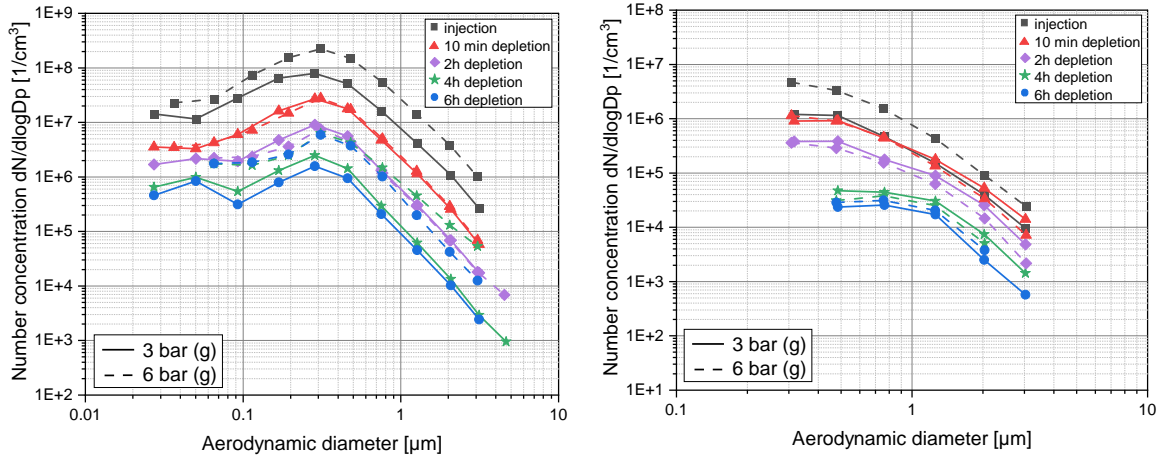 Number concentration dN/dlogDp [1/cm³]
1E+9
1E+8
1E+7
1E+6
1E+5
1E+4
1E+3
1E+2
injection
10 min depletion
2h depletion
4h depletion
6h depletion
3 bar (g)
6 bar (g)
0.01
0.1
1
10
Aerodynamic diameter [µm]
Number concentration dN/dlogDp [1/cm³]
1E+8
1E+7
1E+6
1E+5
1E+4
1E+3
1E+2
1E+1
injection
10 min depletion
2h depletion
4h depletion
6h depletion
3 bar (g)
6 bar (g)
0.1
1
10
Aerodynamic diameter [µm]